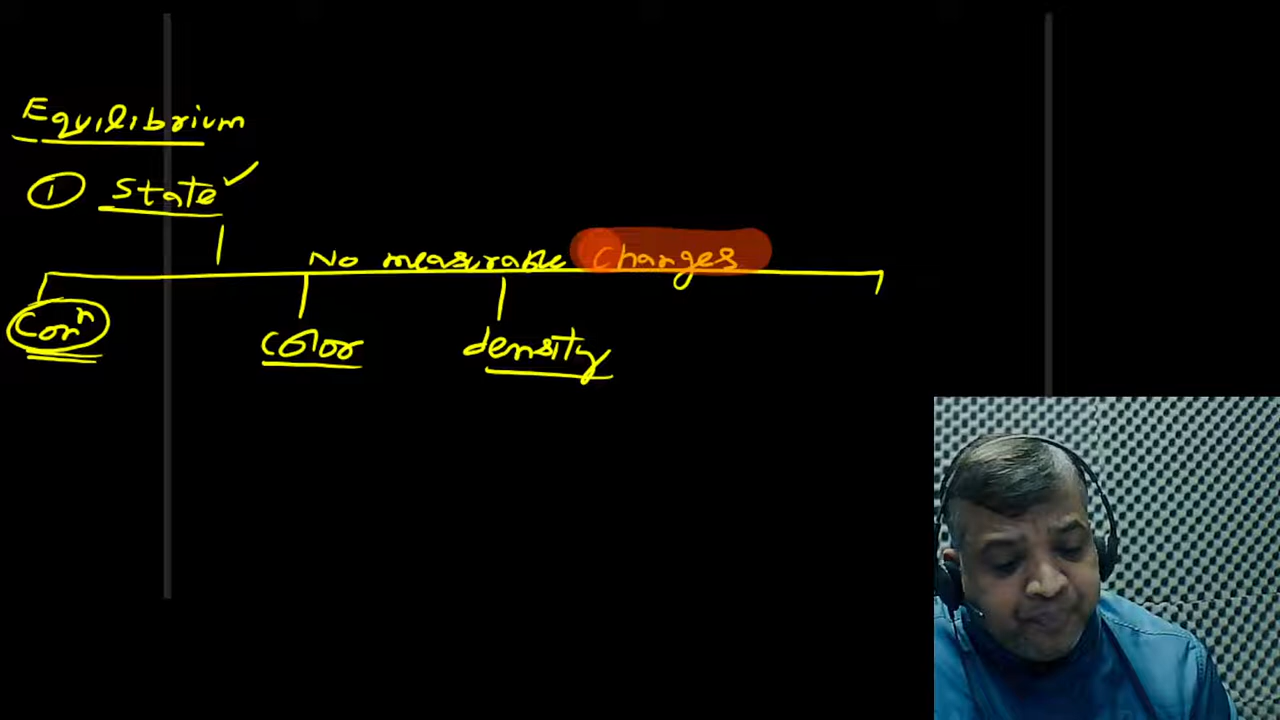 Equilibrium
① State ✓
No measurable changes
Conⁿ color density